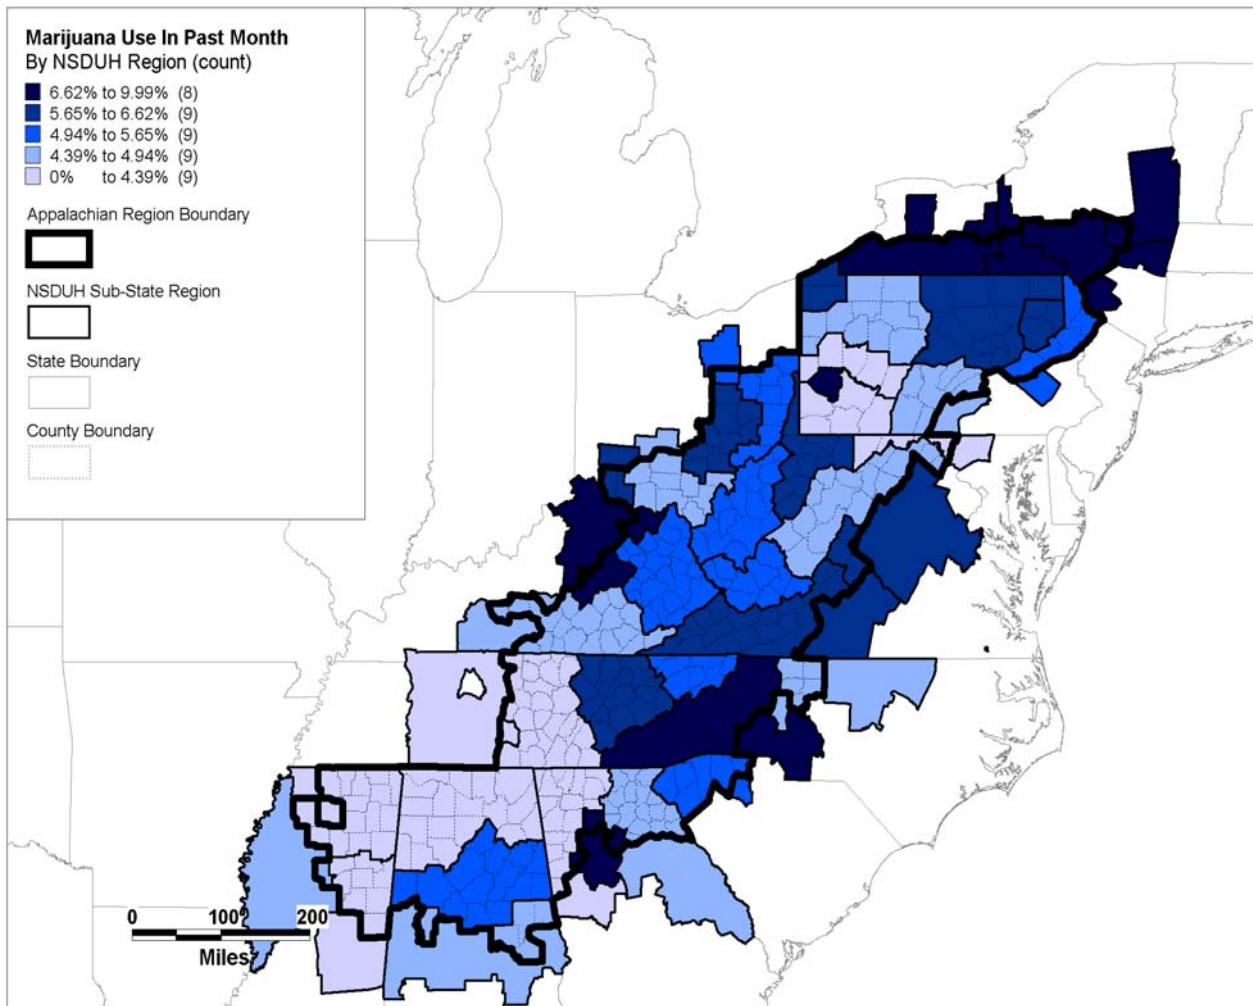 Marijuana Use In Past Month
By NSDUH Region (count)
6.62% to 9.99% (8)
5.65% to 6.62% (9)
4.94% to 5.65% (9)
4.39% to 4.94% (9)
0% to 4.39% (9)
Appalachian Region Boundary
NSDUH Sub-State Region
State Boundary
County Boundary
0 100 200
Miles